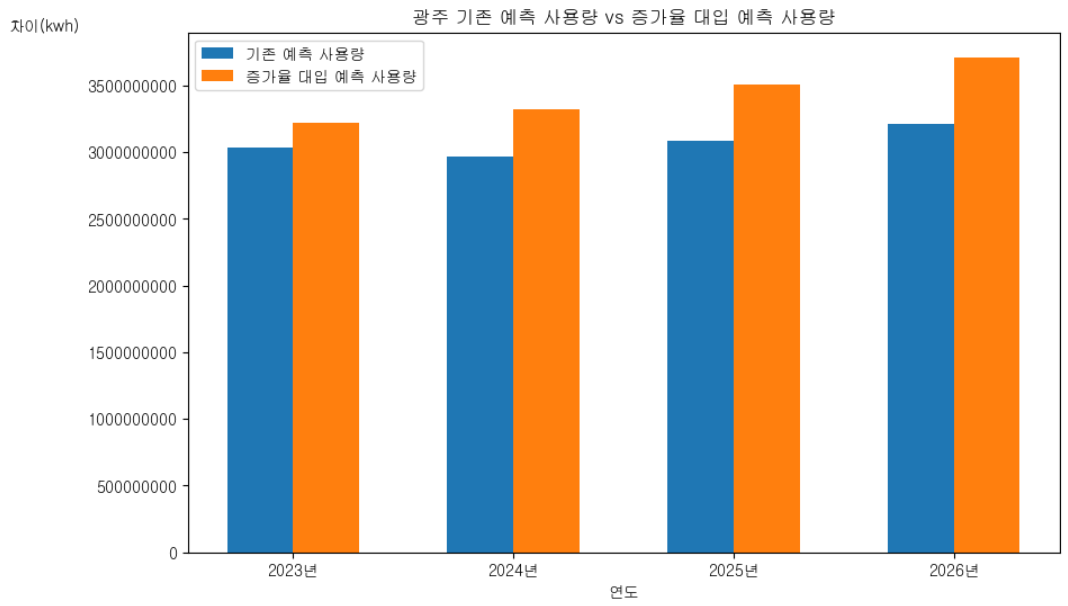 광주 기존 예측 사용량 vs 증가율 대입 예측 사용량
차이(kwh)
기존 예측 사용량
증가율 대입 예측 사용량
3500000000
3000000000
2500000000
2000000000
1500000000
1000000000
500000000
0
2023년 2024년 2025년 2026년
연도